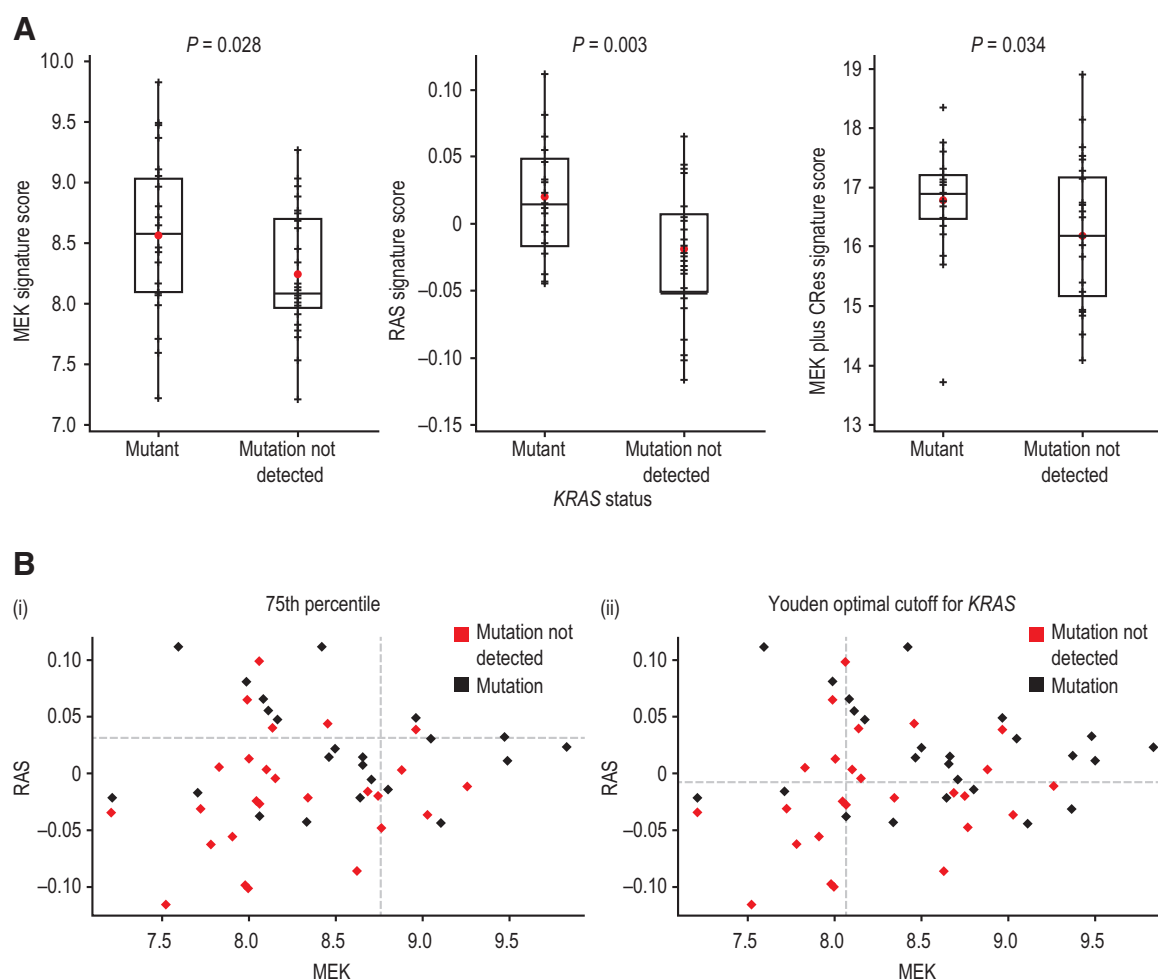 A
P = 0.028
P = 0.003
P = 0.034
MEK signature score
10.0
9.5
9.0
8.5
8.0
7.5
7.0
Mutant
Mutation not
detected
RAS signature score
0.10
0.05
0
–0.05
–0.10
–0.15
Mutant
Mutation not
detected
MEK plus CRes signature score
19
18
17
16
15
14
13
Mutant
Mutation not
detected
KRAS status
B
(i)
75th percentile
Mutation not
detected
Mutation
RAS
0.10
0.05
0
–0.05
–0.10
7.5
8.0
8.5
9.0
9.5
MEK
(ii)
Youden optimal cutoff for KRAS
Mutation not
detected
Mutation
RAS
0.10
0.05
0
–0.05
–0.10
7.5
8.0
8.5
9.0
9.5
MEK